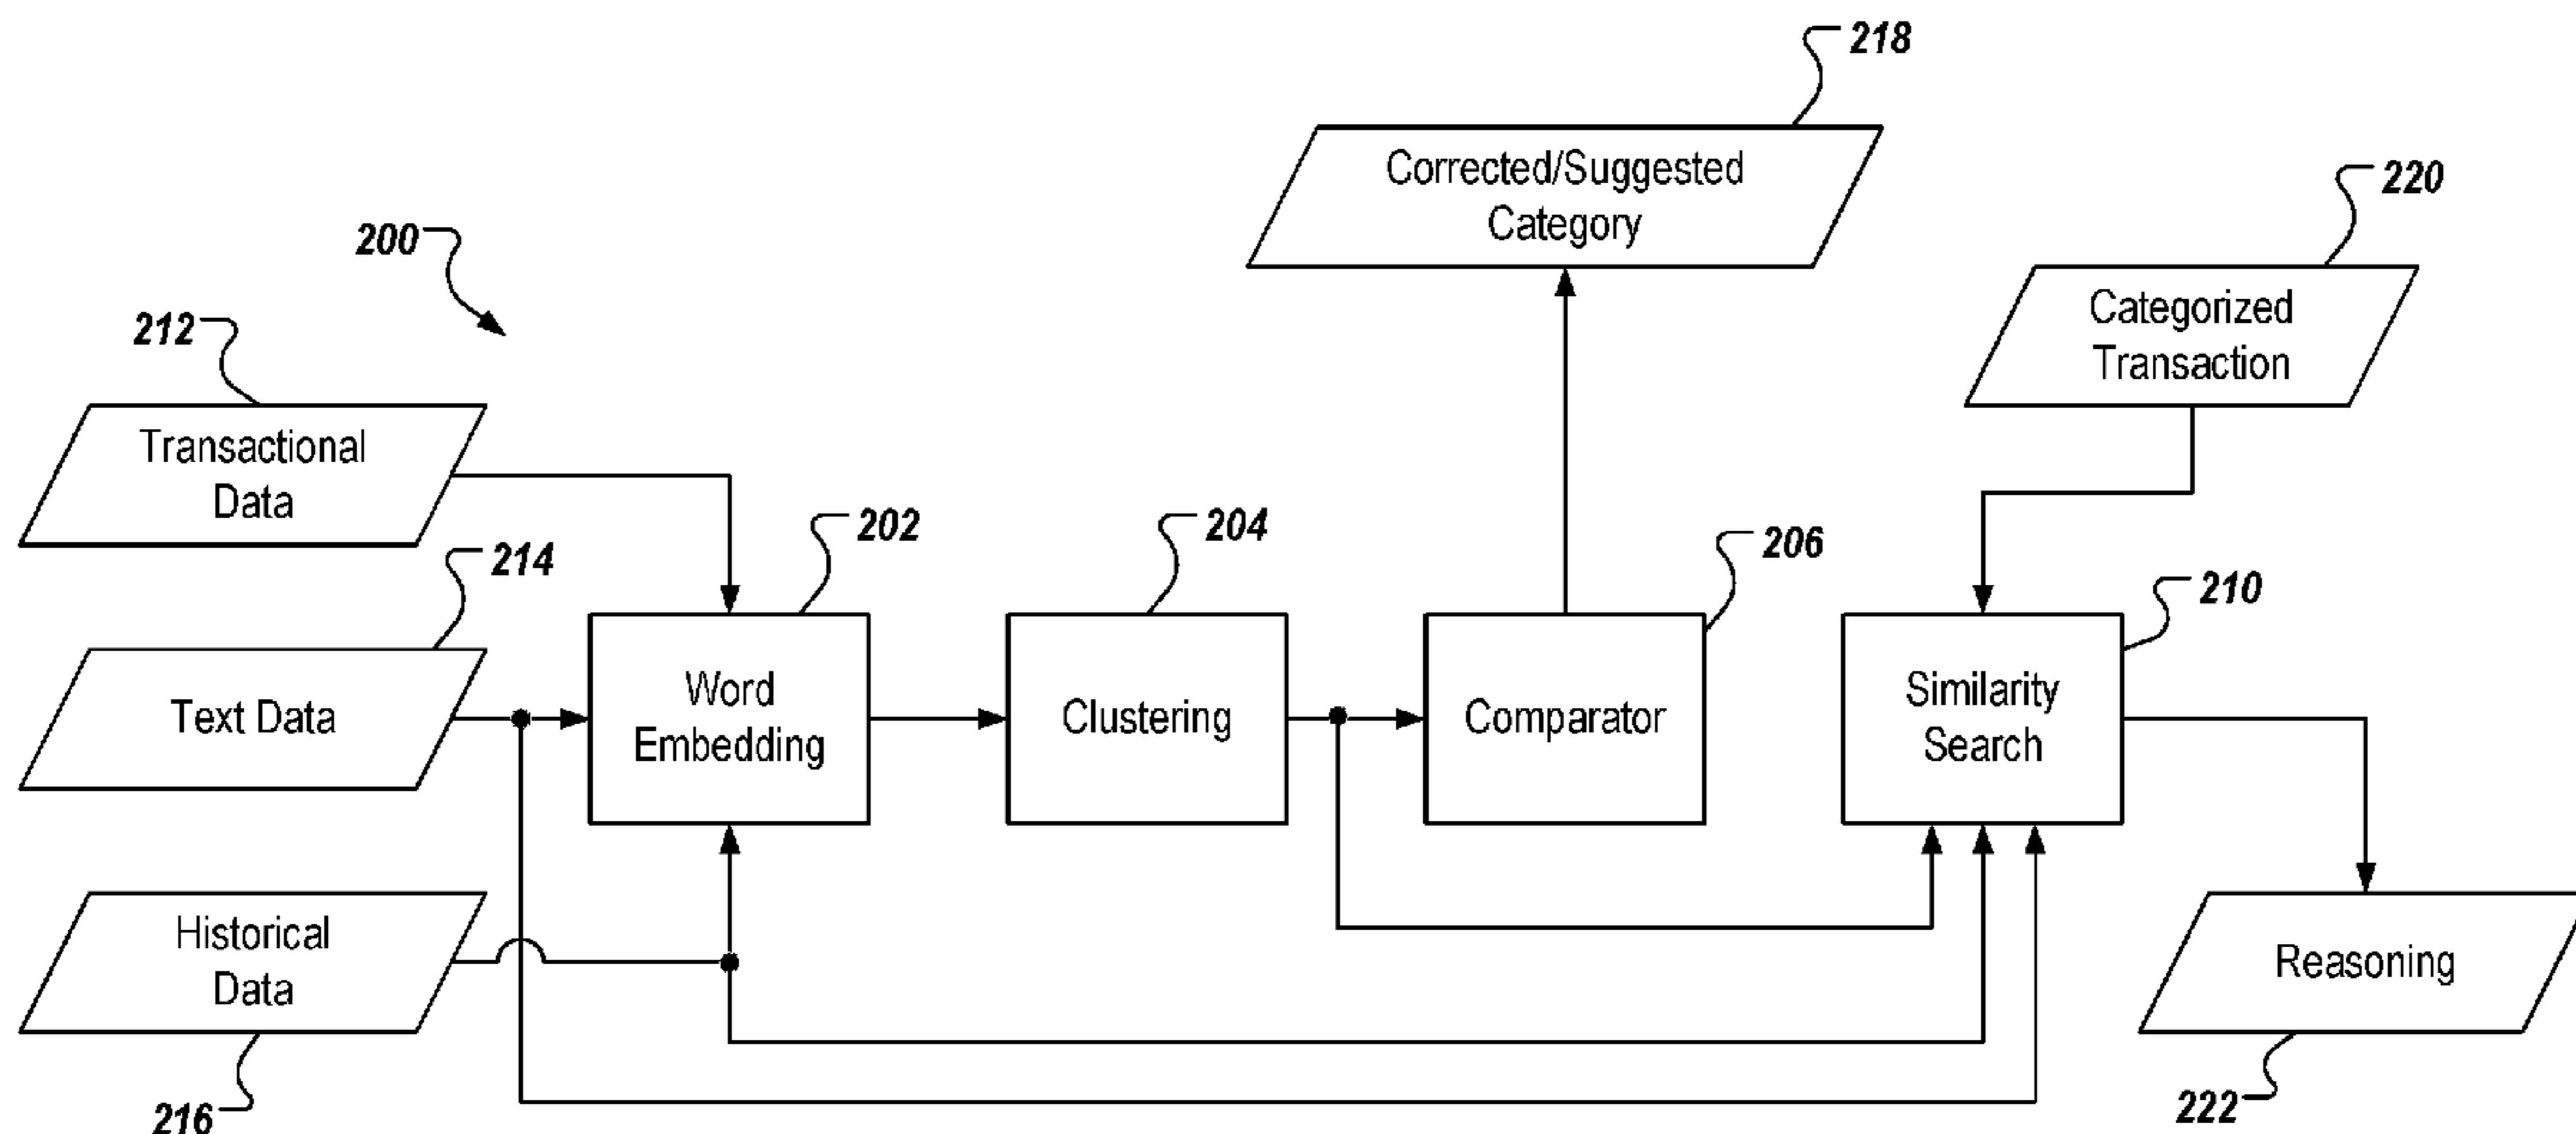 218
Corrected/Suggested
Category
220
Categorized
Transaction
200
212
Transactional
Data
214
Text Data
202
Word
Embedding
204
Clustering
206
Comparator
210
Similarity
Search
Historical
Data
216
Reasoning
222